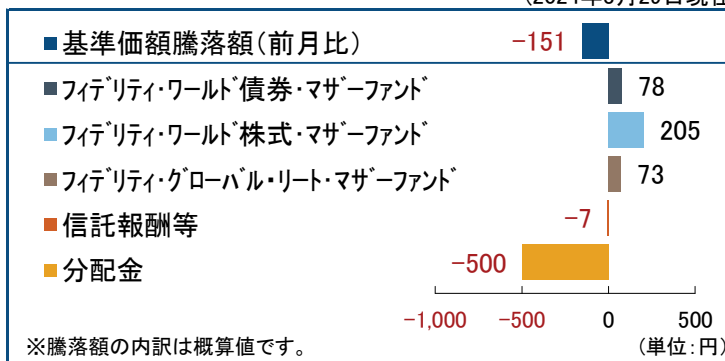 ■基準価額騰落額（前月比） -151
■フィデリティ・ワールド債券・マザーファンド 78
■フィデリティ・ワールド株式・マザーファンド 205
■フィデリティ・グローバル・リート・マザーファンド 73
■信託報酬等 -7
■分配金 -500
-1,000 -500 0 500
※騰落額の内訳は概算値です。 (単位:円)